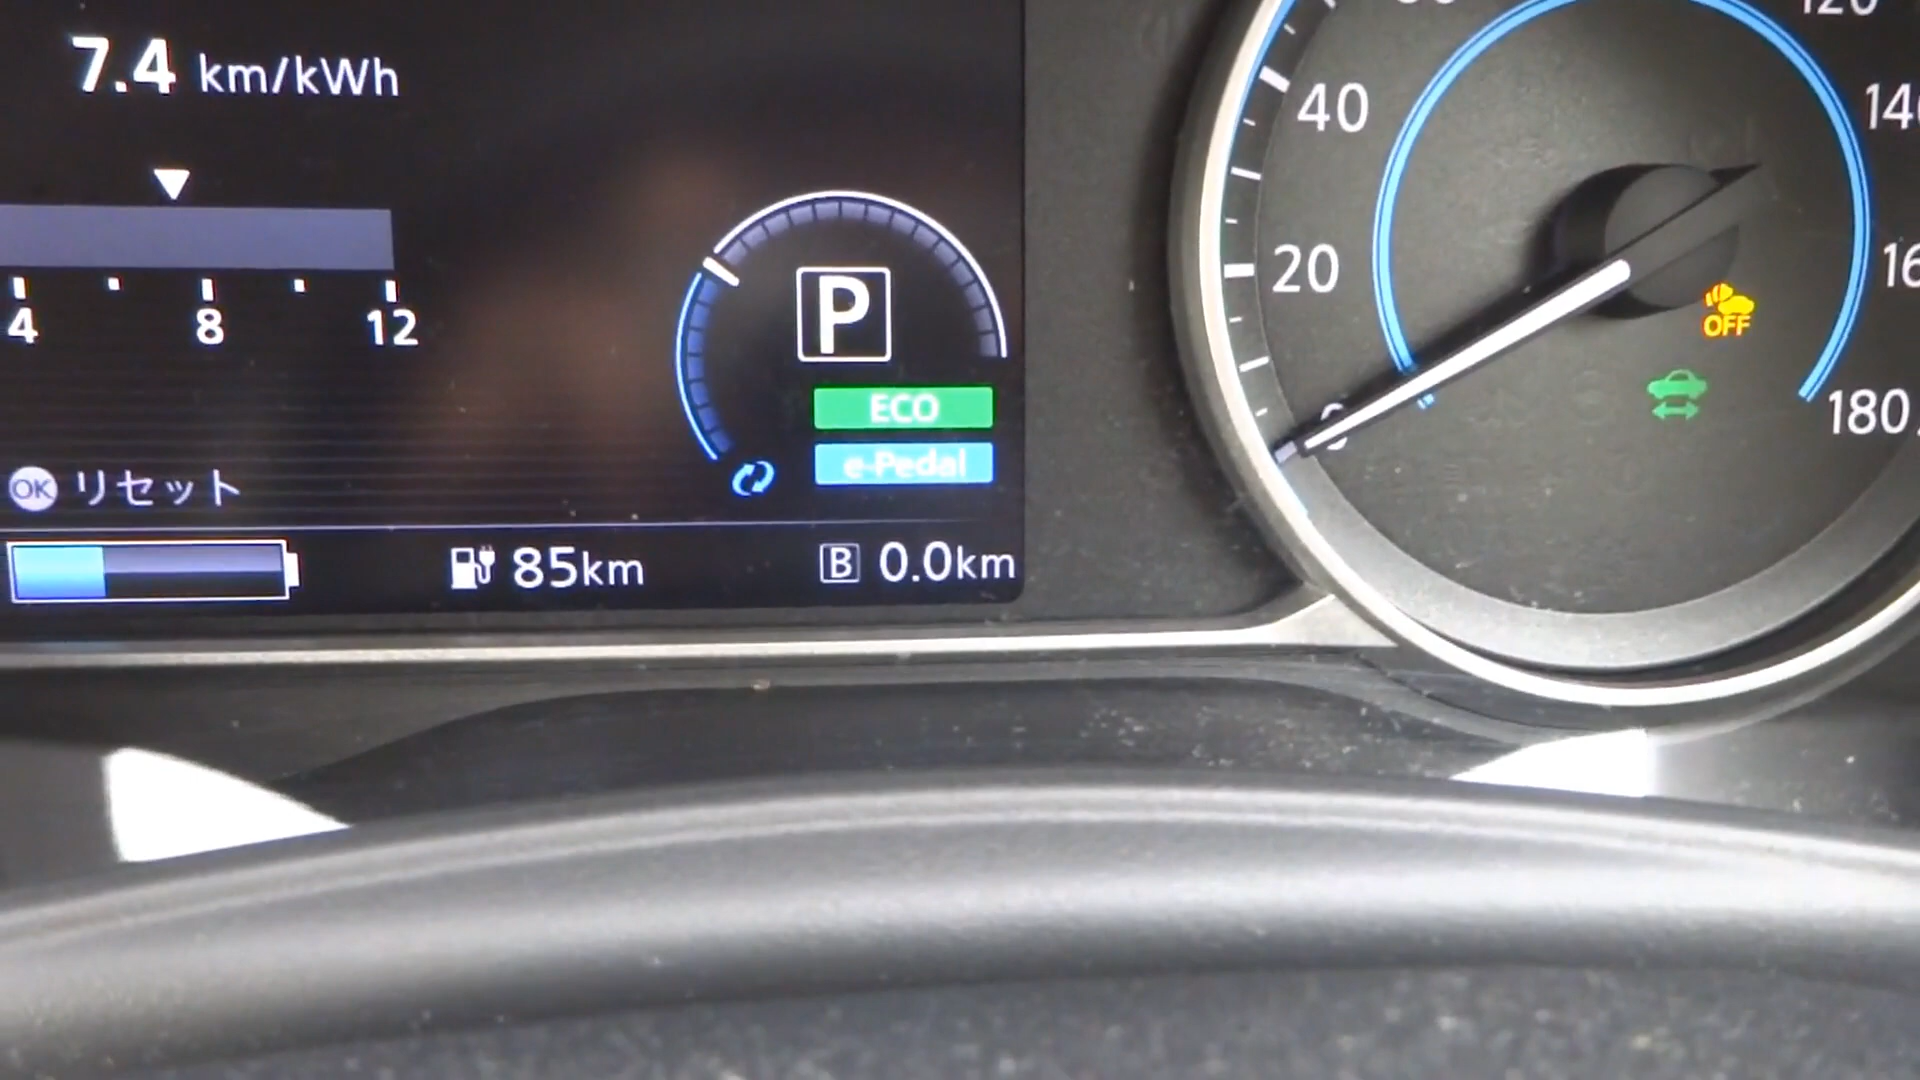 7.4 km/kWh
4 8 12
P
ECO
e-Pedal
OK リセット
85km
B 0.0km
40
20
0
140
180
OFF